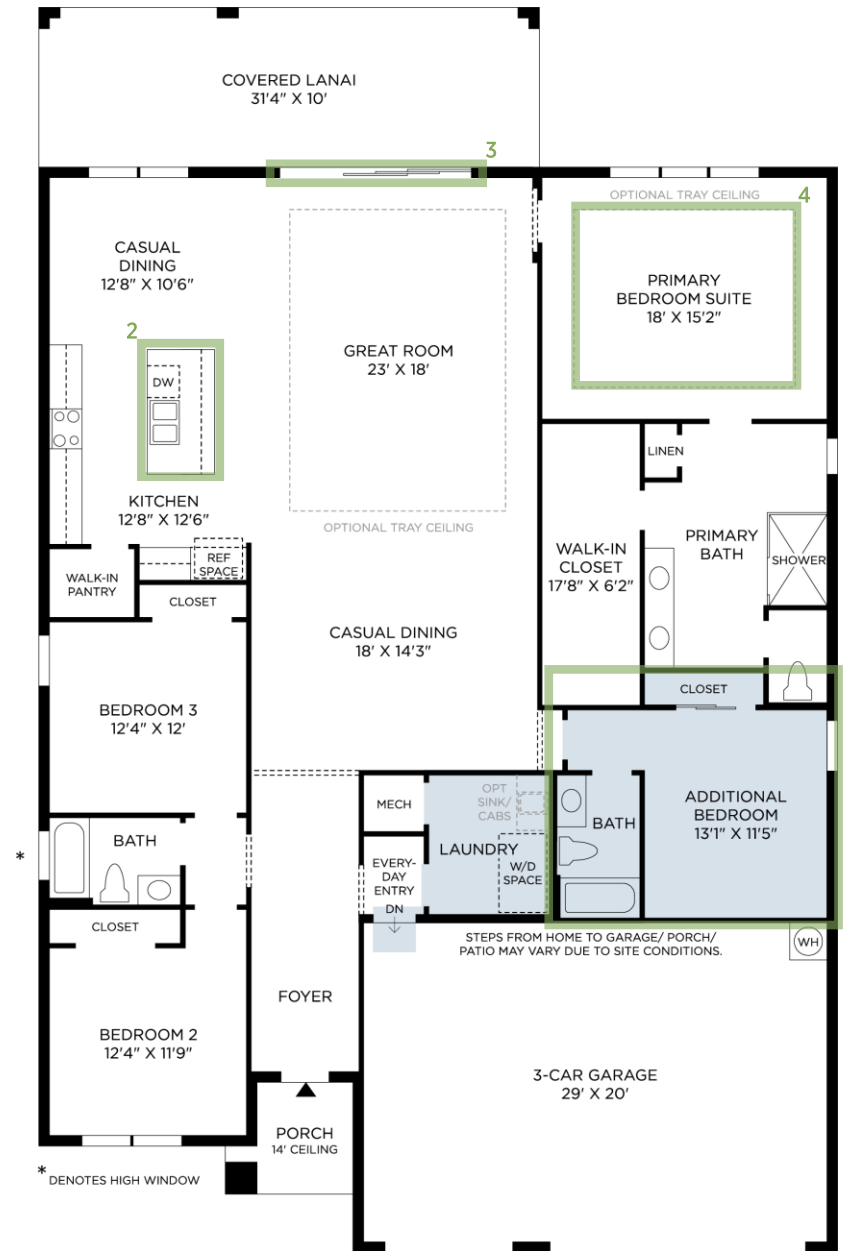 COVERED LANAI
31'4" X 10'
3
OPTIONAL TRAY CEILING
4
CASUAL
DINING
12'8" X 10'6"
PRIMARY
BEDROOM SUITE
18' X 15'2"
2
GREAT ROOM
23' X 18'
DW
LINEN
KITCHEN
12'8" X 12'6"
OPTIONAL TRAY CEILING
REF
SPACE
WALK-IN
PANTRY
WALK-IN
CLOSET
17'8" X 6'2"
PRIMARY
BATH
SHOWER
CLOSET
CASUAL DINING
18' X 14'3"
CLOSET
BEDROOM 3
12'4" X 12'
MECH
OPT
SINK/
CABS
ADDITIONAL
BEDROOM
13'1" X 11'5"
BATH
BATH
LAUNDRY
*
EVERY-
DAY
ENTRY
W/D
SPACE
DN
CLOSET
STEPS FROM HOME TO GARAGE/ PORCH/
PATIO MAY VARY DUE TO SITE CONDITIONS.
WH
FOYER
BEDROOM 2
12'4" X 11'9"
3-CAR GARAGE
29' X 20'
PORCH
14' CEILING
* DENOTES HIGH WINDOW